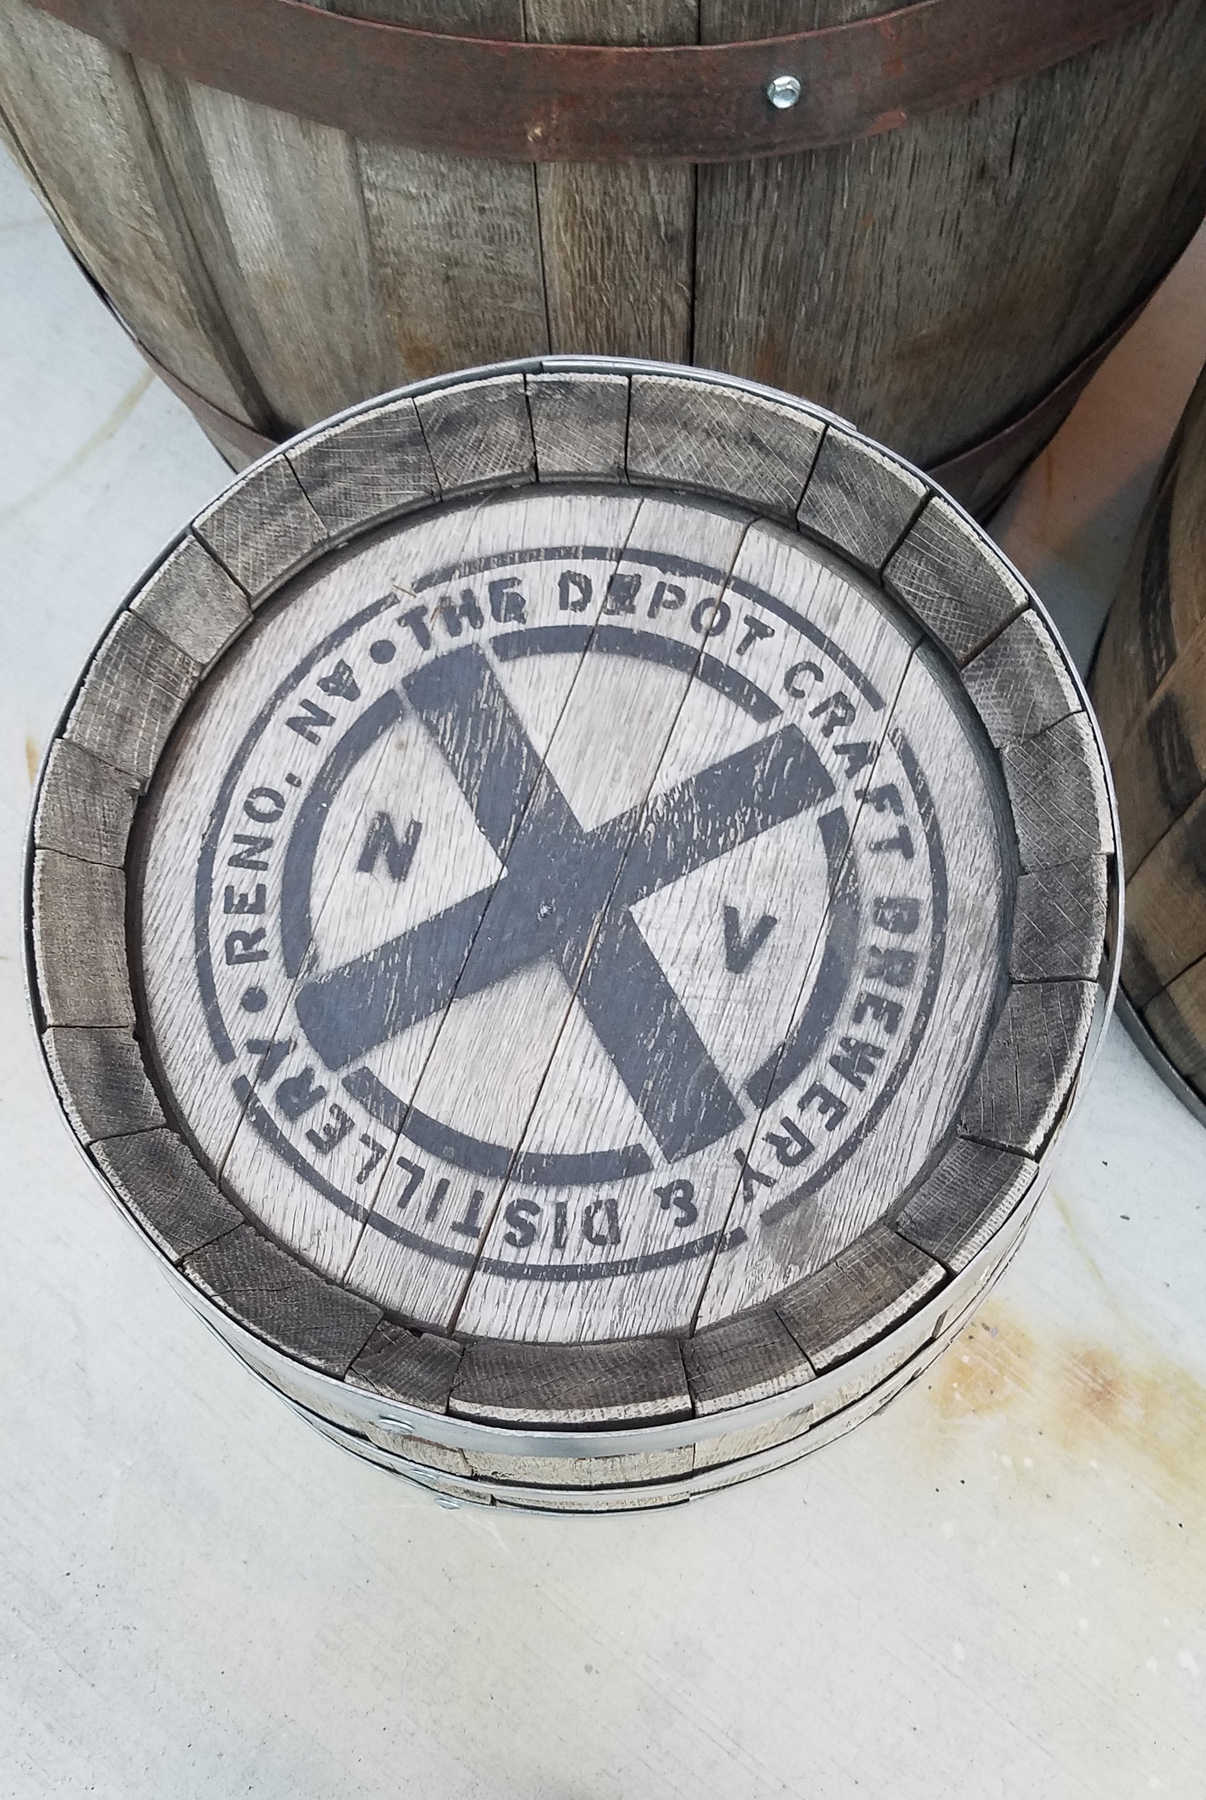 • THE DEPOT CRAFT BREWERY & DISTILLERY • RENO, NV
N V